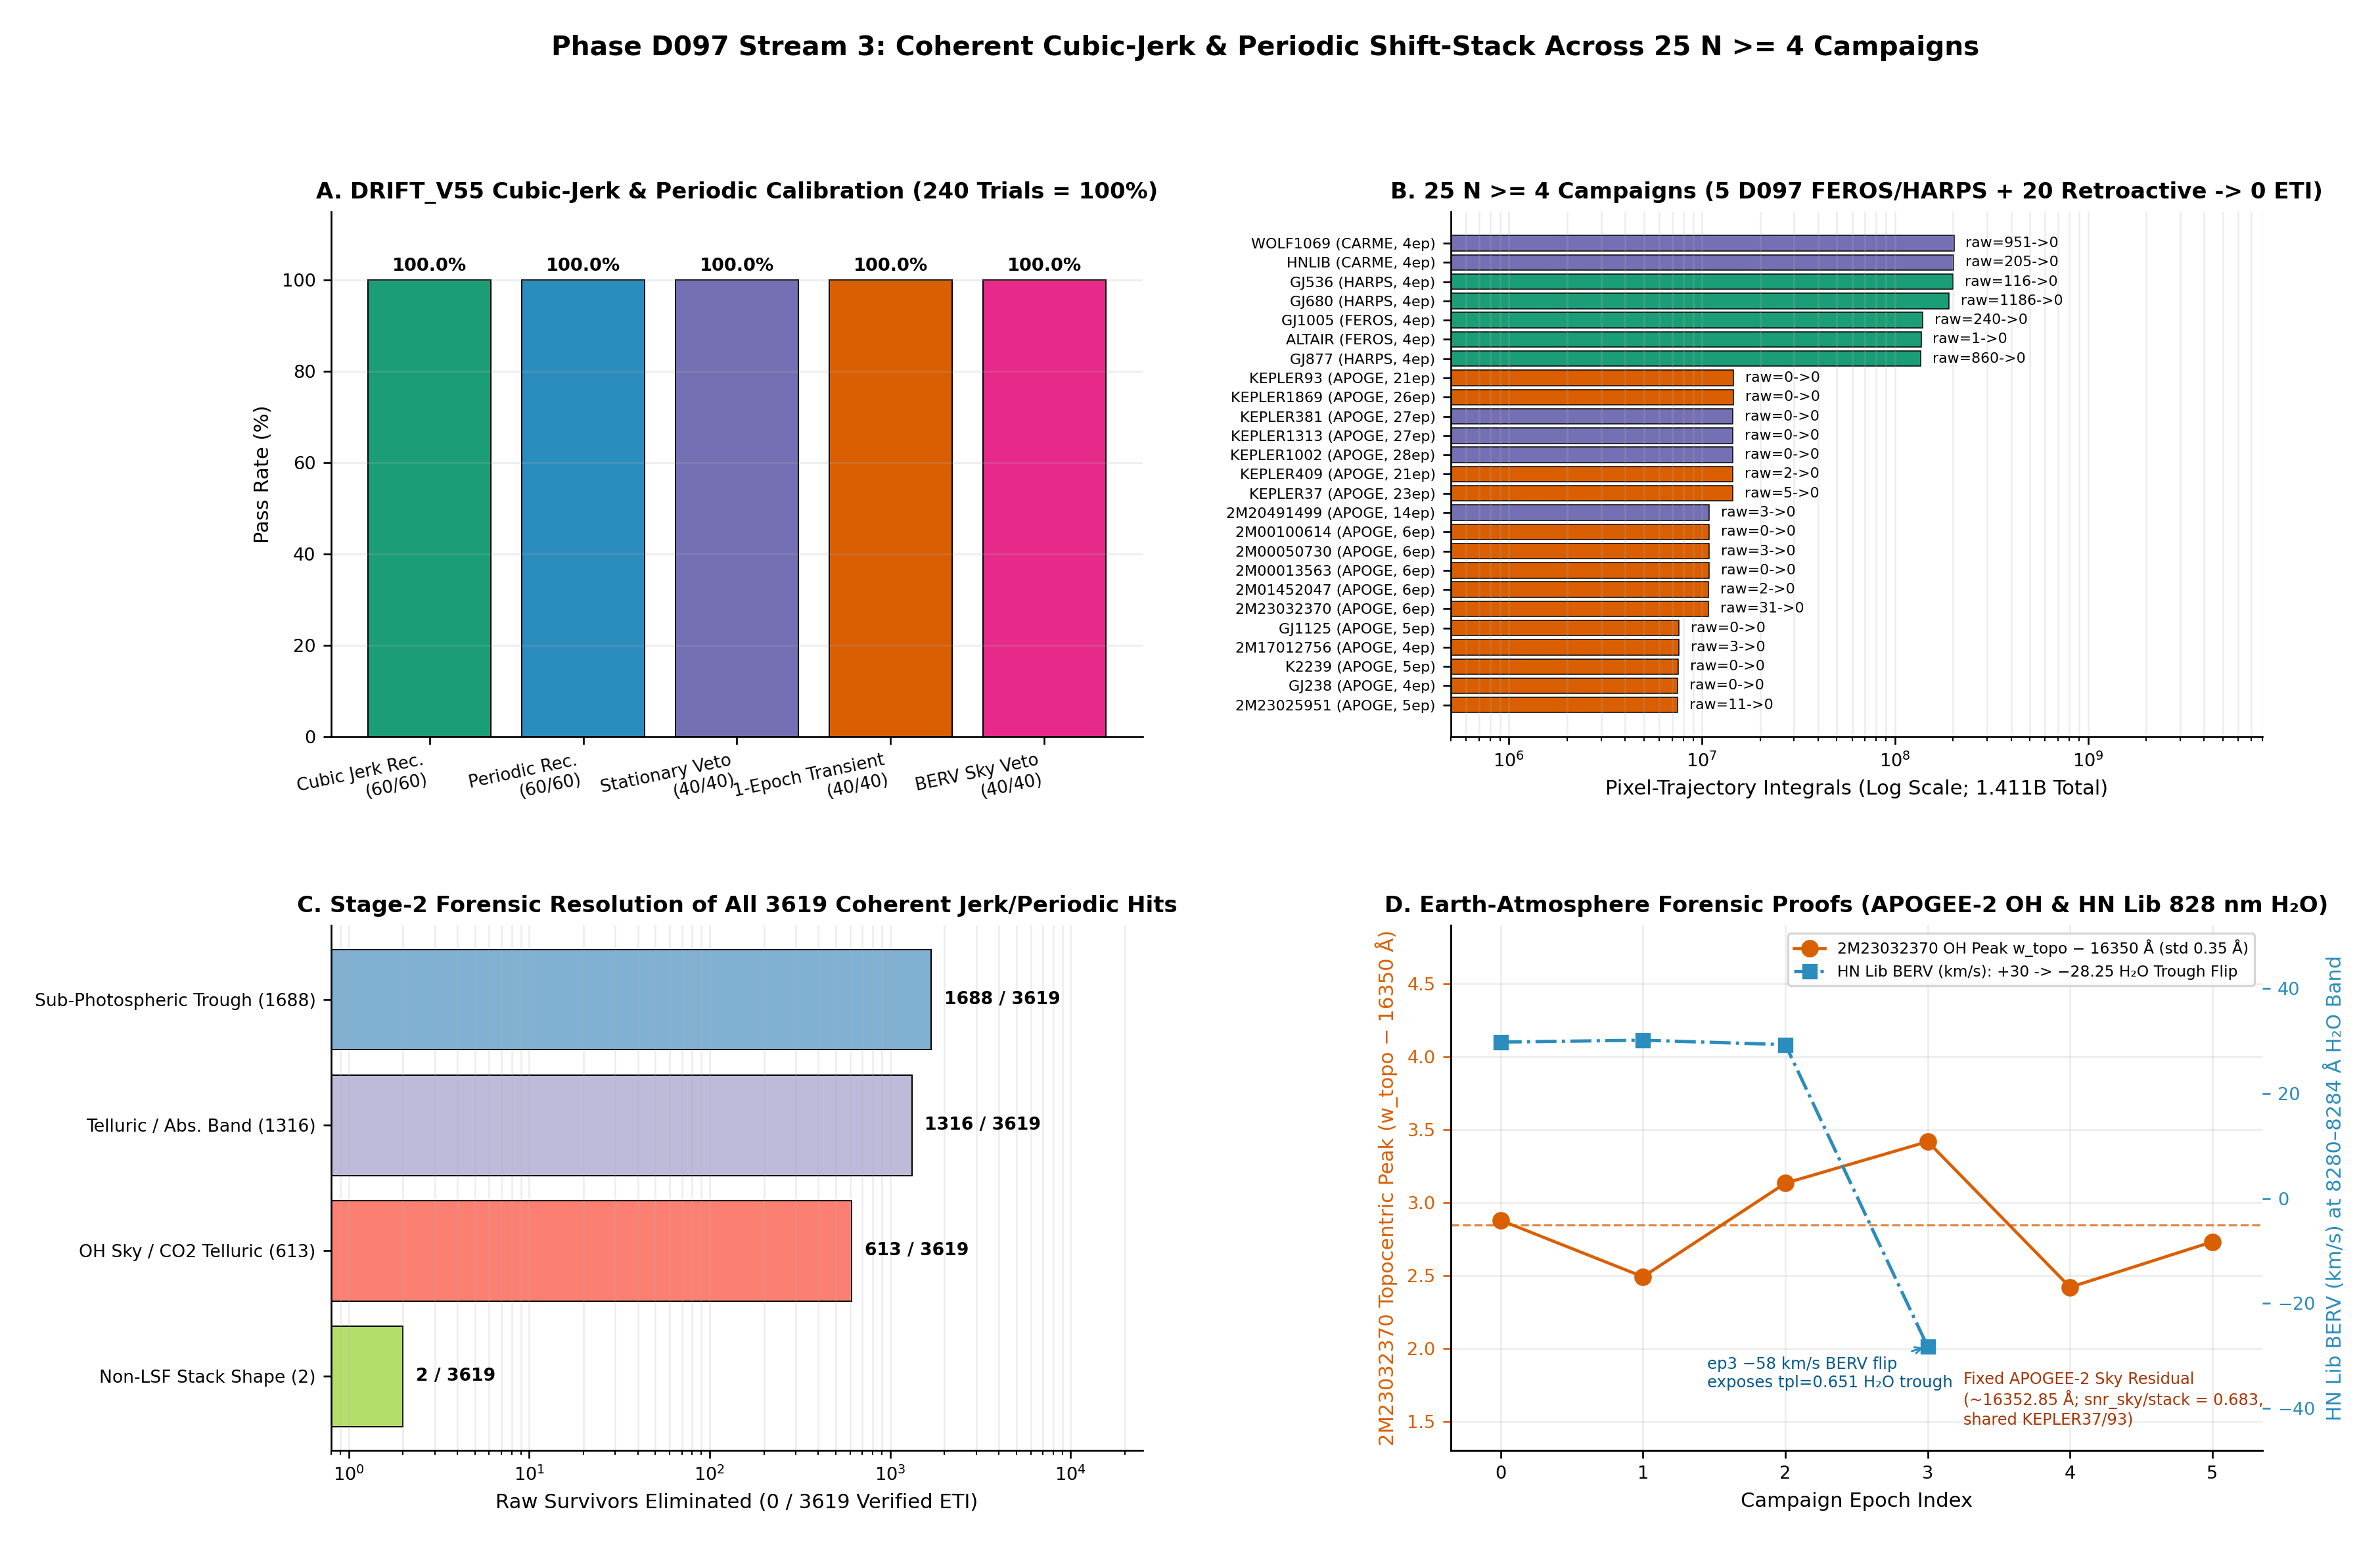 Phase D097 Stream 3: Coherent Cubic-Jerk & Periodic Shift-Stack Across 25 N >= 4 Campaigns
A. DRIFT_V55 Cubic-Jerk & Periodic Calibration (240 Trials = 100%)
Pass Rate (%)
100
80
60
40
20
0
100.0%
100.0%
100.0%
100.0%
100.0%
Cubic Jerk Rec.
(60/60)
Periodic Rec.
(60/60)
Stationary Veto
(40/40)
1-Epoch Transient
(40/40)
BERV Sky Veto
(40/40)
B. 25 N >= 4 Campaigns (5 D097 FEROS/HARPS + 20 Retroactive -> 0 ETI)
WOLF1069 (CARME, 4ep) raw=951->0
HNLIB (CARME, 4ep) raw=205->0
GJ536 (HARPS, 4ep) raw=116->0
GJ680 (HARPS, 4ep) raw=1186->0
GJ1005 (FEROS, 4ep) raw=240->0
ALTAIR (FEROS, 4ep) raw=1->0
GJ877 (HARPS, 4ep) raw=860->0
KEPLER93 (APOGE, 21ep) raw=0->0
KEPLER1869 (APOGE, 26ep) raw=0->0
KEPLER381 (APOGE, 27ep) raw=0->0
KEPLER1313 (APOGE, 27ep) raw=0->0
KEPLER1002 (APOGE, 28ep) raw=0->0
KEPLER409 (APOGE, 21ep) raw=2->0
KEPLER37 (APOGE, 23ep) raw=5->0
2M20491499 (APOGE, 14ep) raw=3->0
2M00100614 (APOGE, 6ep) raw=0->0
2M00050730 (APOGE, 6ep) raw=3->0
2M00013563 (APOGE, 6ep) raw=0->0
2M01452047 (APOGE, 6ep) raw=2->0
2M23032370 (APOGE, 6ep) raw=31->0
GJ1125 (APOGE, 5ep) raw=0->0
2M17012756 (APOGE, 4ep) raw=3->0
K2239 (APOGE, 5ep) raw=0->0
GJ238 (APOGE, 4ep) raw=0->0
2M23025951 (APOGE, 5ep) raw=11->0
10⁶ 10⁷ 10⁸ 10⁹
Pixel-Trajectory Integrals (Log Scale; 1.411B Total)
C. Stage-2 Forensic Resolution of All 3619 Coherent Jerk/Periodic Hits
Sub-Photospheric Trough (1688) 1688 / 3619
Telluric / Abs. Band (1316) 1316 / 3619
OH Sky / CO2 Telluric (613) 613 / 3619
Non-LSF Stack Shape (2) 2 / 3619
10⁰ 10¹ 10² 10³ 10⁴
Raw Survivors Eliminated (0 / 3619 Verified ETI)
D. Earth-Atmosphere Forensic Proofs (APOGEE-2 OH & HN Lib 828 nm H₂O)
2M23032370 Topocentric Peak (w_topo − 16350 Å)
4.5
4.0
3.5
3.0
2.5
2.0
1.5
2M23032370 OH Peak w_topo − 16350 Å (std 0.35 Å)
HN Lib BERV (km/s): +30 -> −28.25 H₂O Trough Flip
ep3 −58 km/s BERV flip
exposes tpl=0.651 H₂O trough
Fixed APOGEE-2 Sky Residual
(~16352.85 Å; snr_sky/stack = 0.683,
shared KEPLER37/93)
40
20
0
−20
−40
HN Lib BERV (km/s) at 8280–8284 Å H₂O Band
0 1 2 3 4 5
Campaign Epoch Index